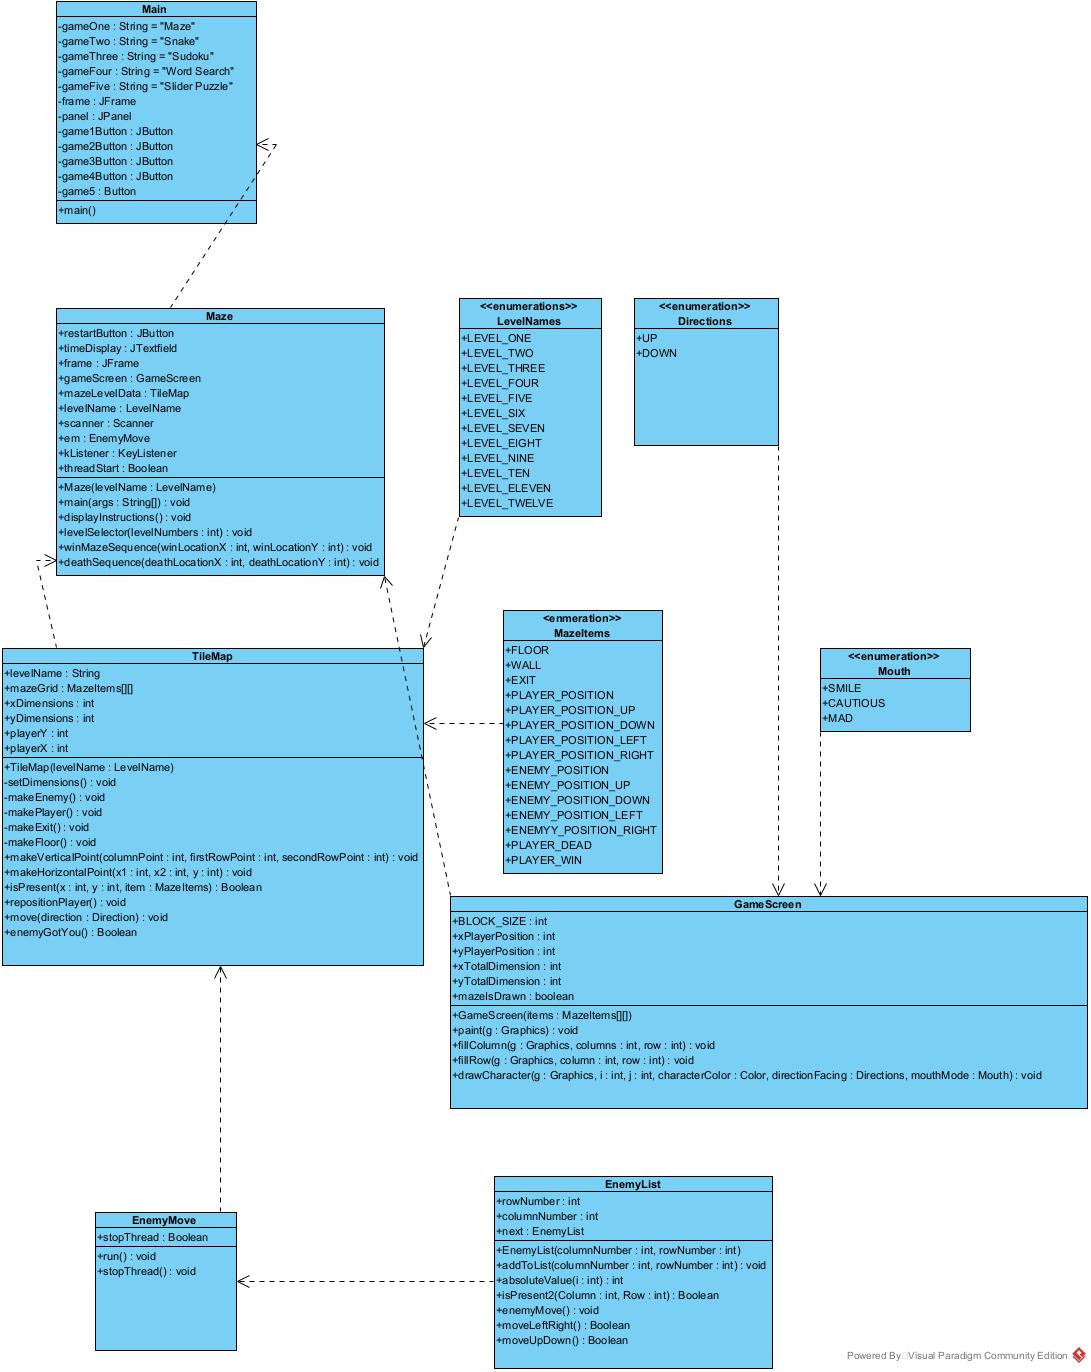 Main
-gameOne : String = "Maze"
-gameTwo : String = "Snake"
-gameThree : String = "Sudoku"
-gameFour : String = "Word Search"
-gameFive : String = "Slider Puzzle"
-frame : JFrame
-panel : JPanel
-game1Button : JButton
-game2Button : JButton
-game3Button : JButton
-game4Button : JButton
-game5 : Button
+main()
Maze
+restartButton : JButton
+timeDisplay : JTextfield
+frame : JFrame
+gameScreen : GameScreen
+mazeLevelData : TileMap
+levelName : LevelName
+scanner : Scanner
+em : EnemyMove
+kListener : KeyListener
+threadStart : Boolean
+Maze(levelName : LevelName)
+main(args : String[]) : void
+displayInstructions() : void
+levelSelector(levelNumbers : int) : void
+winMazeSequence(winLocationX : int, winLocationY : int) : void
+deathSequence(deathLocationX : int, deathLocationY : int) : void
<<enumerations>>
LevelNames
+LEVEL_ONE
+LEVEL_TWO
+LEVEL_THREE
+LEVEL_FOUR
+LEVEL_FIVE
+LEVEL_SIX
+LEVEL_SEVEN
+LEVEL_EIGHT
+LEVEL_NINE
+LEVEL_TEN
+LEVEL_ELEVEN
+LEVEL_TWELVE
<<enumeration>>
Directions
+UP
+DOWN
TileMap
+levelName : String
+mazeGrid : MazeItems[][]
+xDimensions : int
+yDimensions : int
+playerY : int
+playerX : int
+TileMap(levelName : LevelName)
-setDimensions() : void
-makeEnemy() : void
-makePlayer() : void
-makeExit() : void
-makeFloor() : void
+makeVerticalPoint(columnPoint : int, firstRowPoint : int, secondRowPoint : int) : void
+makeHorizontalPoint(x1 : int, x2 : int, y : int) : void
+isPresent(x : int, y : int, item : MazeItems) : Boolean
+repositionPlayer() : void
+move(direction : Direction) : void
+enemyGotYou() : Boolean
<enmeration>>
MazeItems
+FLOOR
+WALL
+EXIT
+PLAYER_POSITION
+PLAYER_POSITION_UP
+PLAYER_POSITION_DOWN
+PLAYER_POSITION_LEFT
+PLAYER_POSITION_RIGHT
+ENEMY_POSITION
+ENEMY_POSITION_UP
+ENEMY_POSITION_DOWN
+ENEMY_POSITION_LEFT
+ENEMYY_POSITION_RIGHT
+PLAYER_DEAD
+PLAYER_WIN
<<enumeration>>
Mouth
+SMILE
+CAUTIOUS
+MAD
GameScreen
+BLOCK_SIZE : int
+xPlayerPosition : int
+yPlayerPosition : int
+xTotalDimension : int
+yTotalDimension : int
+mazeIsDrawn : boolean
+GameScreen(items : MazeItems[][])
+paint(g : Graphics) : void
+fillColumn(g : Graphics, columns : int, row : int) : void
+fillRow(g : Graphics, column : int, row : int) : void
+drawCharacter(g : Graphics, i : int, j : int, characterColor : Color, directionFacing : Directions, mouthMode : Mouth) : void
EnemyMove
+stopThread : Boolean
+run() : void
+stopThread() : void
EnemyList
+rowNumber : int
+columnNumber : int
+next : EnemyList
+EnemyList(columnNumber : int, rowNumber : int)
+addToList(columnNumber : int, rowNumber : int) : void
+absoluteValue(i : int) : int
+isPresent2(Column : int, Row : int) : Boolean
+enemyMove() : void
+moveLeftRight() : Boolean
+moveUpDown() : Boolean
Powered By Visual Paradigm Community Edition